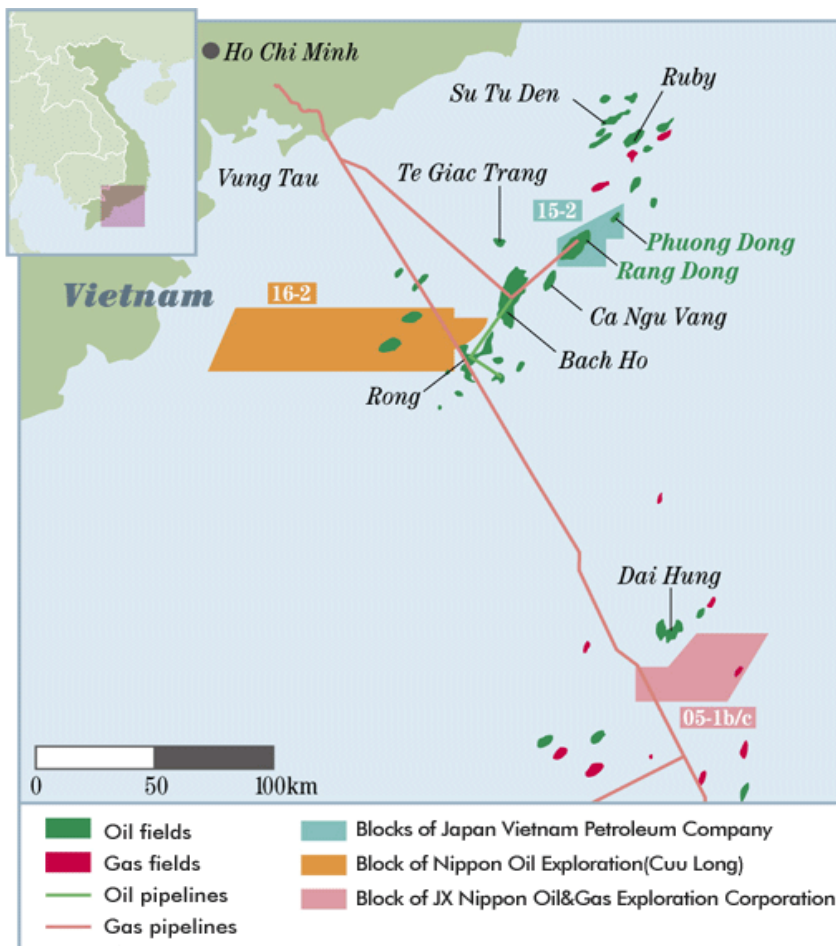 Ho Chi Minh
Su Tu Den
Ruby
Vung Tau
Te Giac Trang
15-2
Phuong Dong
Rang Dong
Vietnam
16-2
Ca Ngu Vang
Bach Ho
Rong
Dai Hung
05-1b/c
0 50 100km
Oil fields
Gas fields
Oil pipelines
Gas pipelines
Blocks of Japan Vietnam Petroleum Company
Block of Nippon Oil Exploration(Cuu Long)
Block of JX Nippon Oil&Gas Exploration Corporation